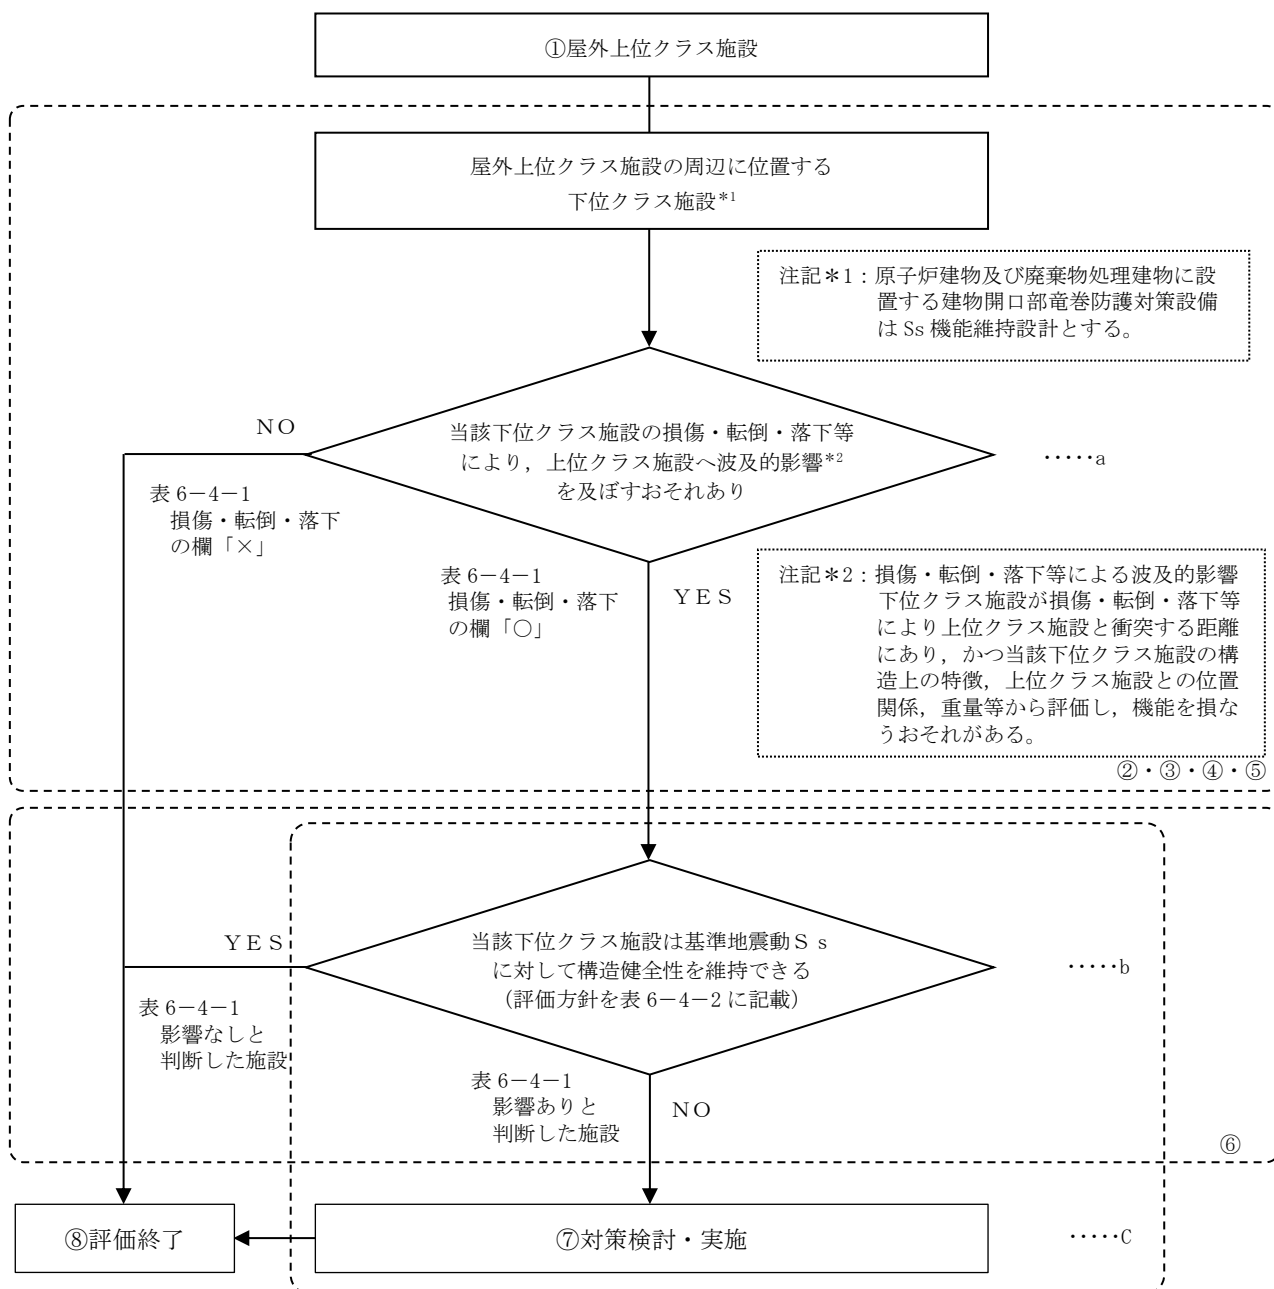 ①屋外上位クラス施設
屋外上位クラス施設の周辺に位置する
下位クラス施設*1
注記*1:原子炉建物及び廃棄物処理建物に設
置する建物開口部竜巻防護対策設備
は Ss 機能維持設計とする。
NO
当該下位クラス施設の損傷・転倒・落下等
により，上位クラス施設へ波及的影響*2
を及ぼすおそれあり
・・・・・a
表 6-4-1
損傷・転倒・落下
の欄「×」
表 6-4-1
損傷・転倒・落下
の欄「○」
YES
注記*2:損傷・転倒・落下等による波及的影響
下位クラス施設が損傷・転倒・落下等
により上位クラス施設と衝突する距離
にあり，かつ当該下位クラス施設の構
造上の特徴，上位クラス施設との位置
関係，重量等から評価し，機能を損な
うおそれがある。
②・③・④・⑤
YES
当該下位クラス施設は基準地震動Ｓｓ
に対して構造健全性を維持できる
（評価方針を表 6-4-2 に記載）
・・・・・b
表 6-4-1
影響なしと
判断した施設
表 6-4-1
影響ありと
判断した施設
NO
⑥
⑧評価終了
⑦対策検討・実施
・・・・・C